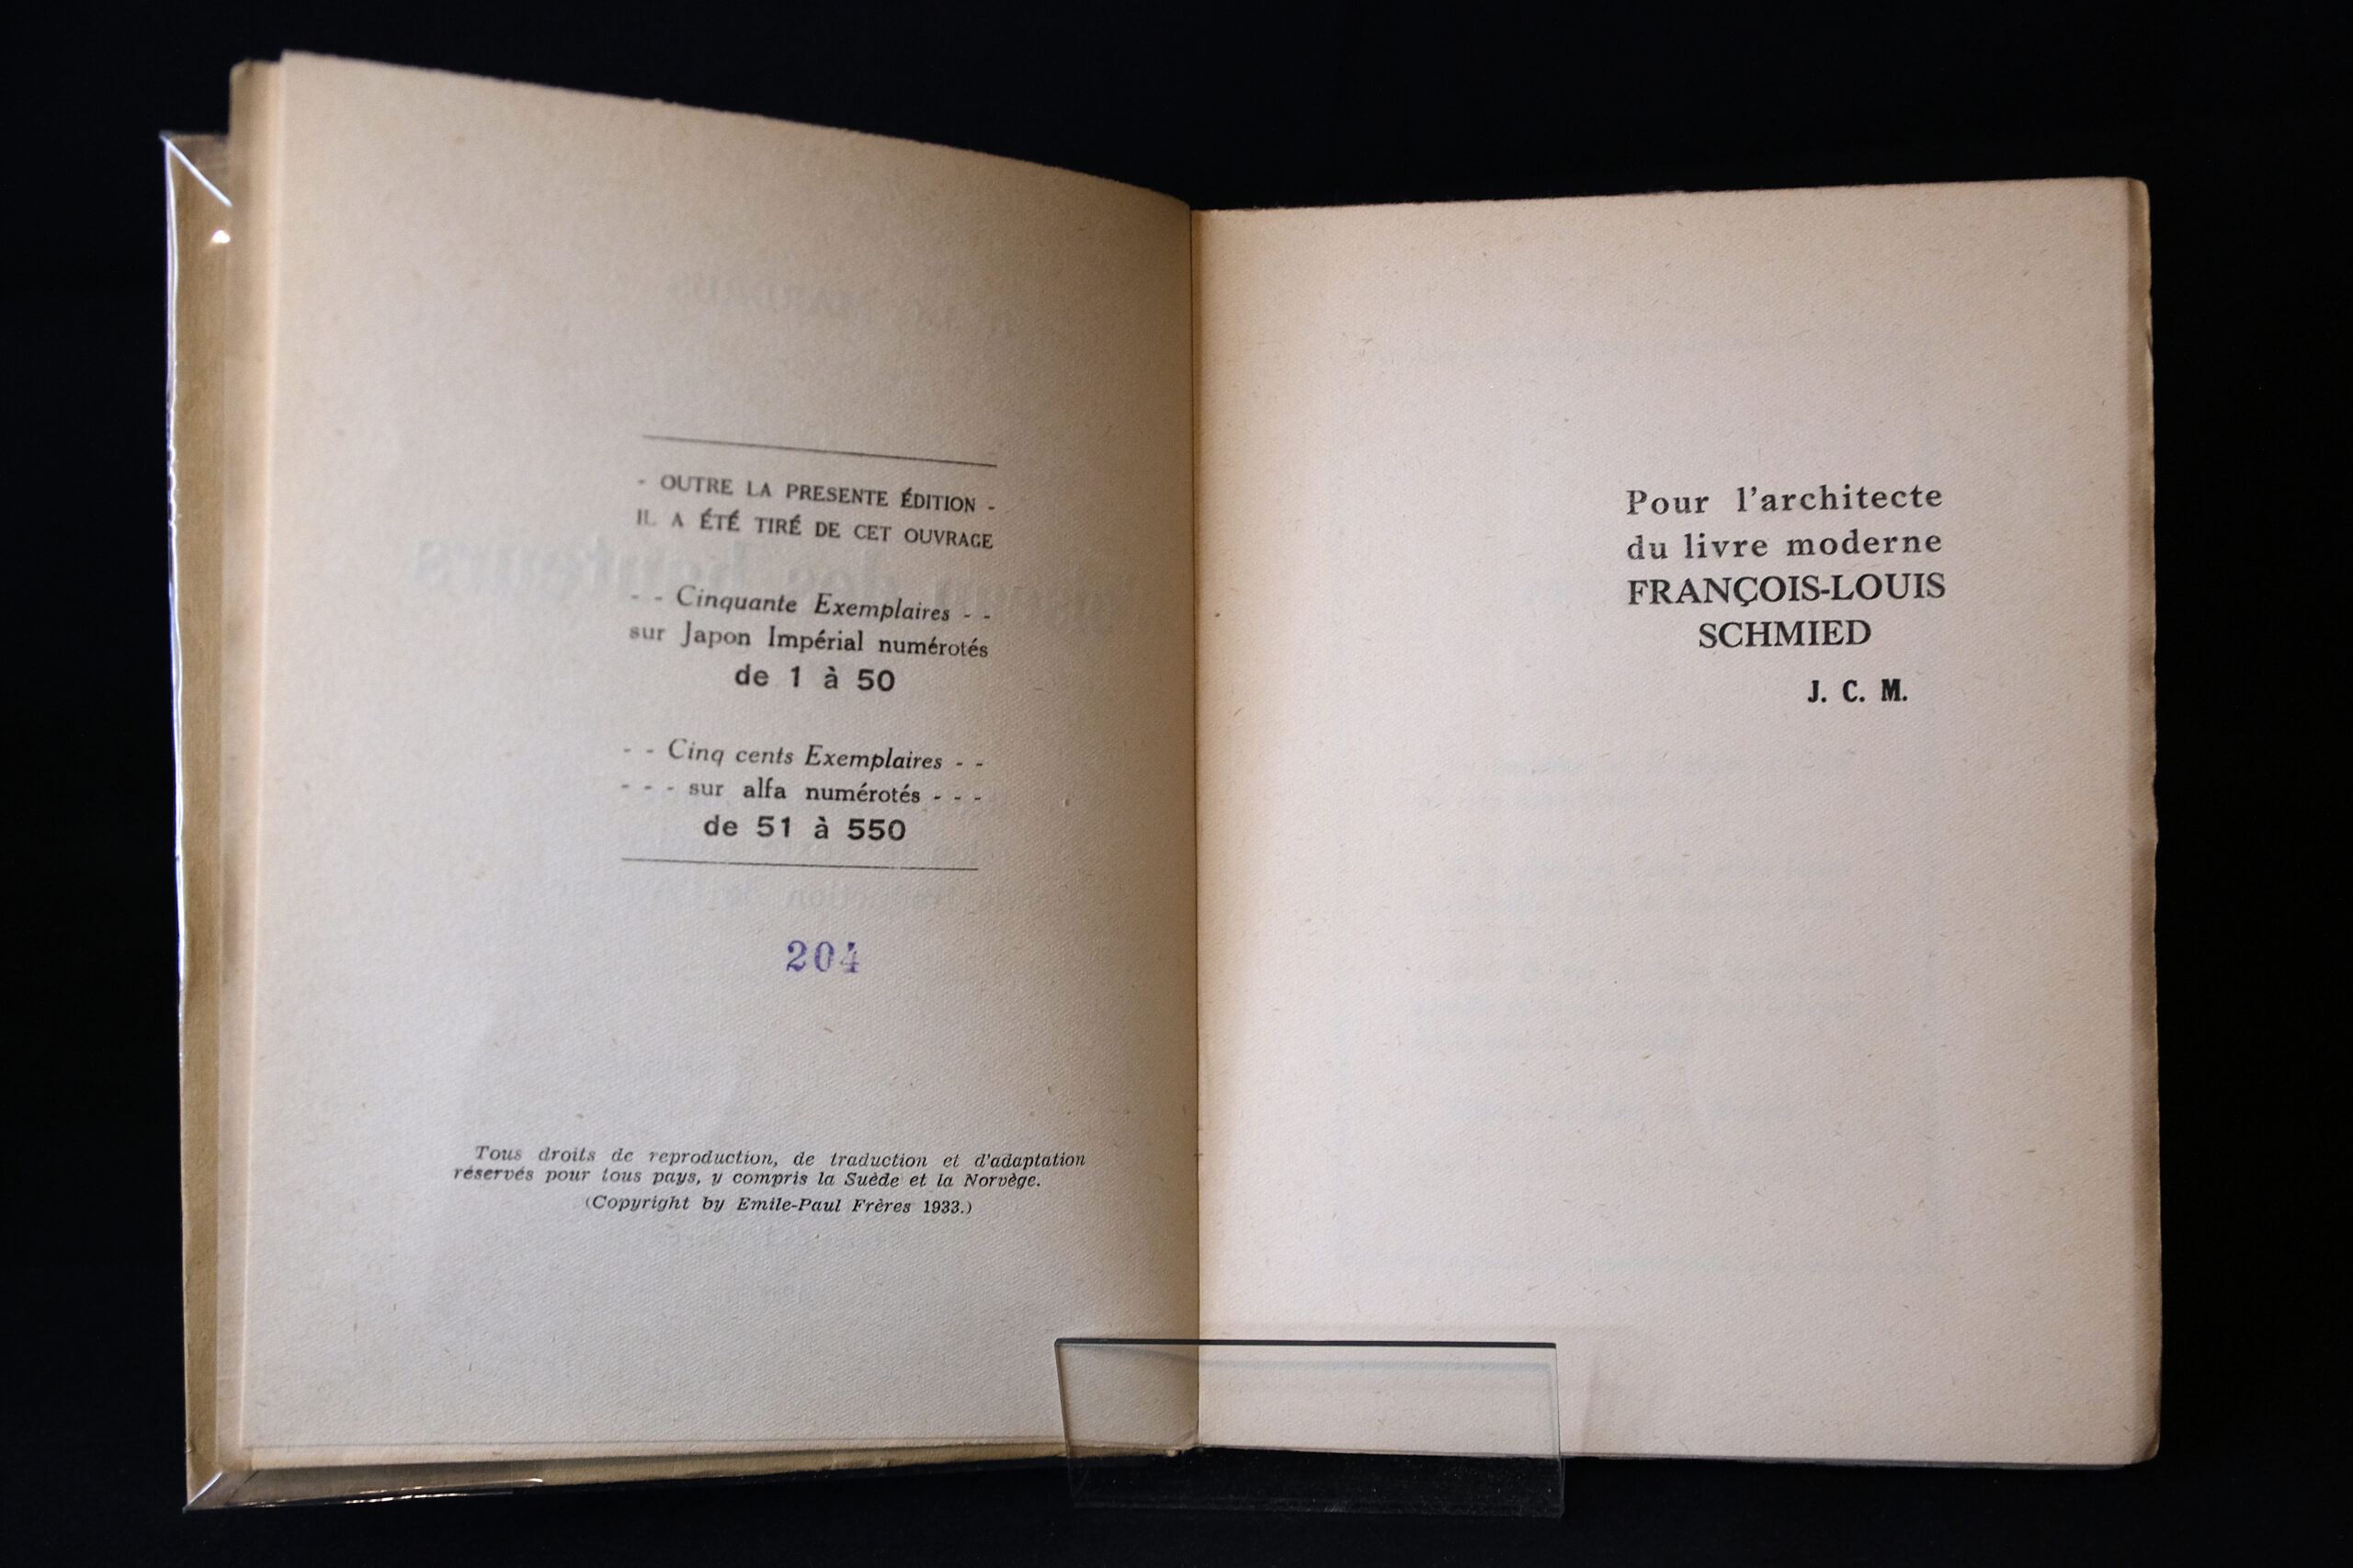 - OUTRE LA PRESENTE ÉDITION -
IL A ÉTÉ TIRÉ DE CET OUVRAGE
- - Cinquante Exemplaires - -
sur Japon Impérial numérotés
de 1 à 50
- - Cinq cents Exemplaires - -
- - - sur alfa numérotés - - -
de 51 à 550
204
Tous droits de reproduction, de traduction et d'adaptation
réservés pour tous pays, y compris la Suède et la Norvège.
(Copyright by Emile-Paul Frères 1933.)
Pour l'architecte
du livre moderne
FRANÇOIS-LOUIS
SCHMIED
J. C. M.